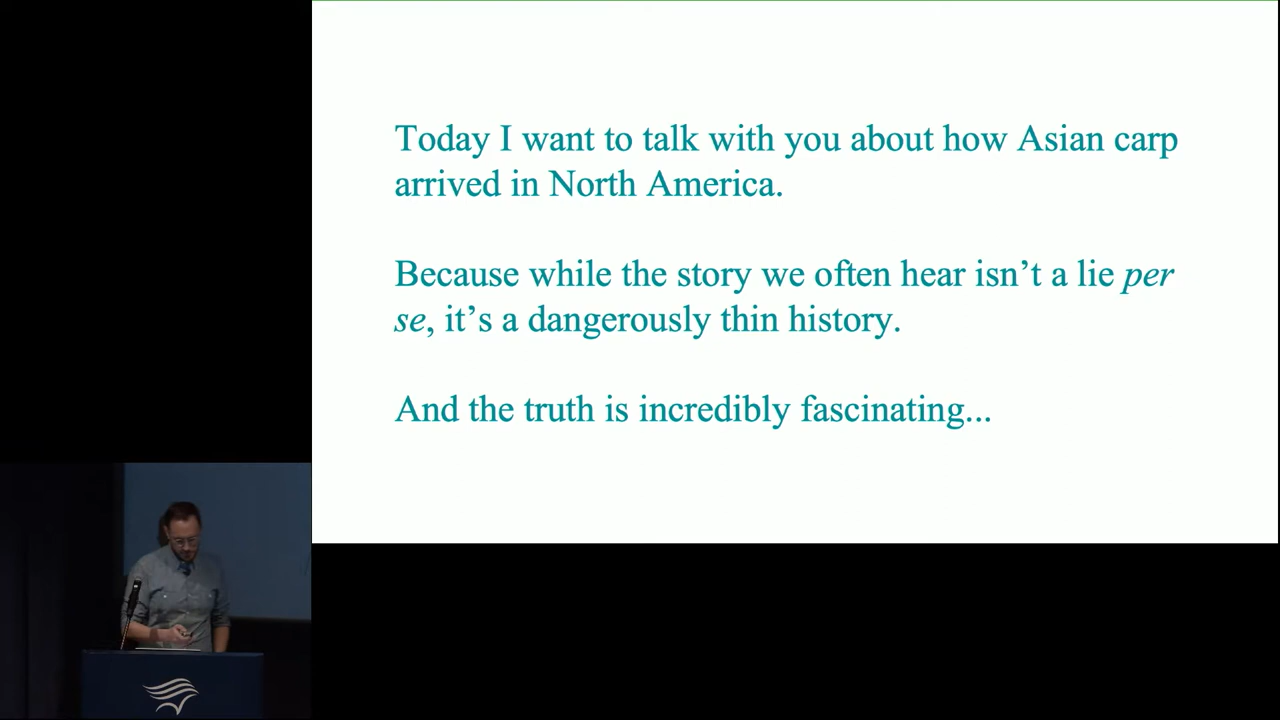 Today I want to talk with you about how Asian carp
arrived in North America.
Because while the story we often hear isn’t a lie per
se, it’s a dangerously thin history.
And the truth is incredibly fascinating...